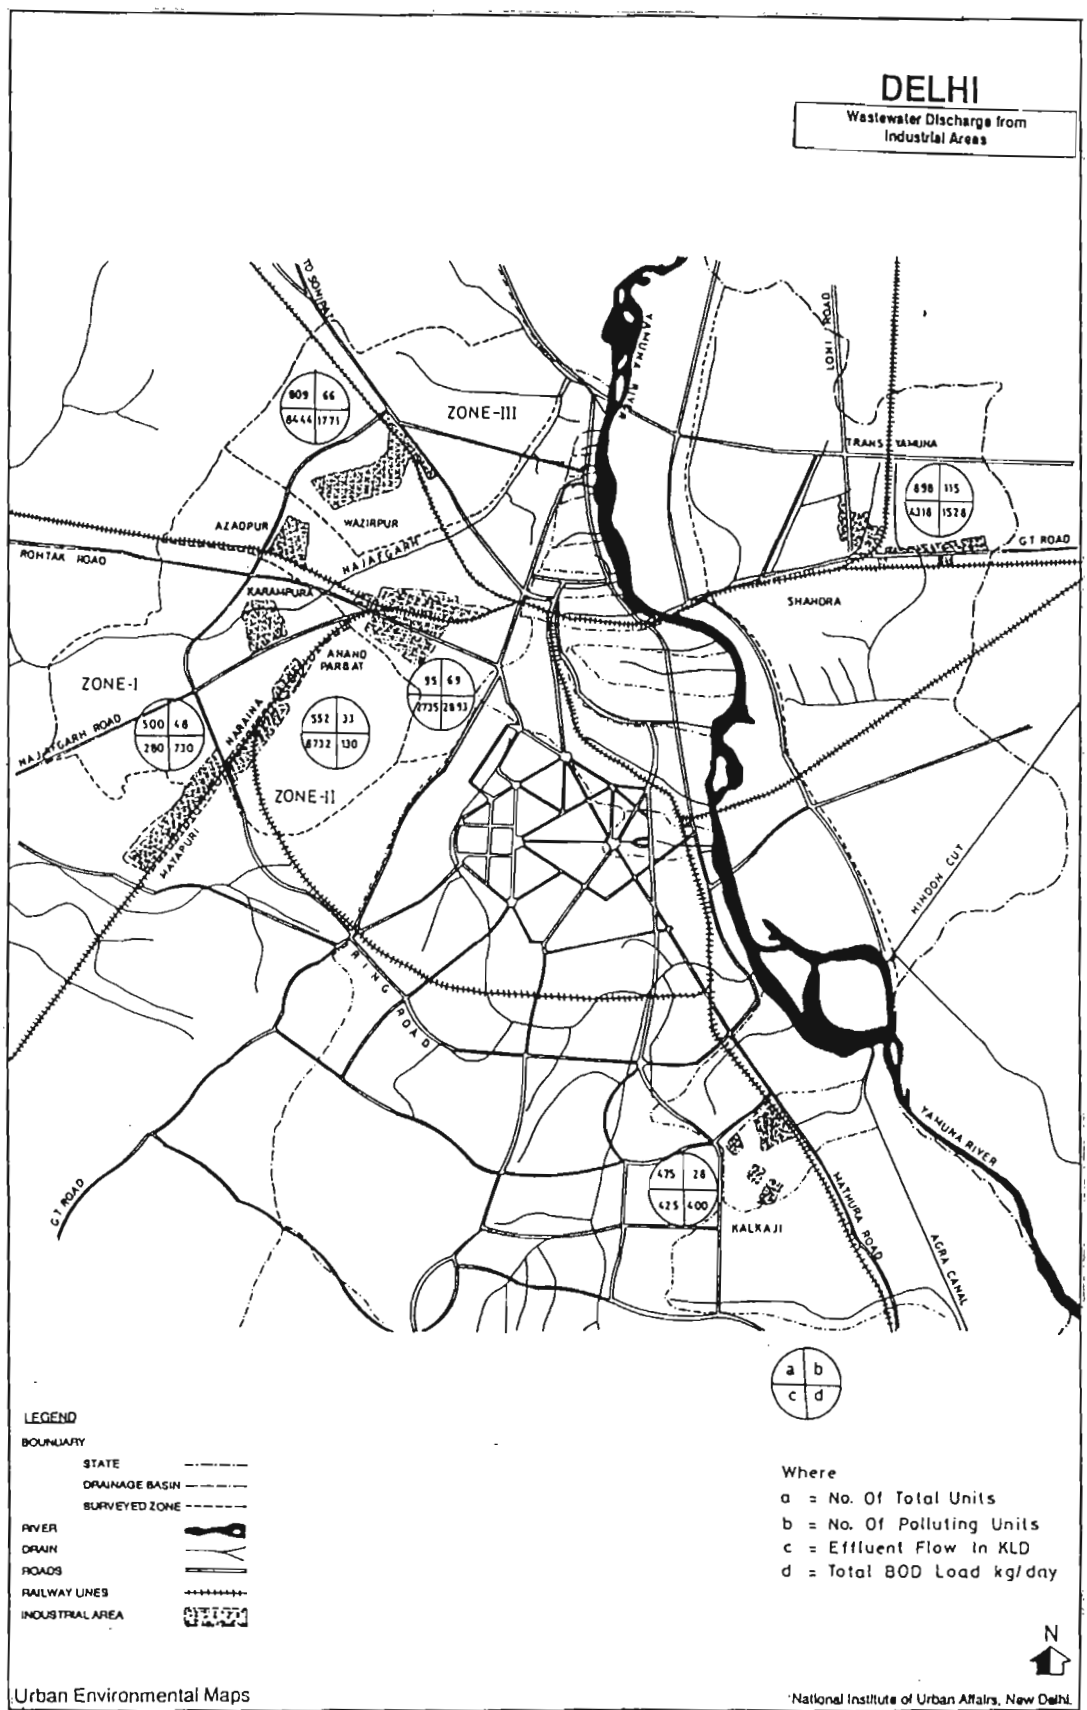 DELHI
Wastewater Discharge from
Industrial Areas
TO SONIPAT
YAMUNA RIVER
LONI ROAD
809 66
8444 1771
ZONE-III
TRANS YAMUNA
898 115
4318 1528
AZADPUR
WAZIRPUR
NAJAFGARH
GT ROAD
ROHTAK ROAD
KARAMPURA
SHAHDRA
ANAND
PARBAT
ZONE-I
95 69
2735 2893
NAJAFGARH ROAD
500 48
280 730
NARAINA
552 33
8732 130
ZONE-II
MAYAPURI
HINDON CUT
RING ROAD
YAMUNA RIVER
GT ROAD
475 28
425 400
KALKAJI
MATHURA ROAD
AGRA CANAL
a b
c d
LEGEND
BOUNDARY
STATE
DRAINAGE BASIN
SURVEYED ZONE
RIVER
DRAIN
ROADS
RAILWAY LINES
INDUSTRIAL AREA
Where
a = No. Of Total Units
b = No. Of Polluting Units
c = Effluent Flow In KLD
d = Total BOD Load kg/day
N
Urban Environmental Maps
National Institute of Urban Affairs, New Delhi.